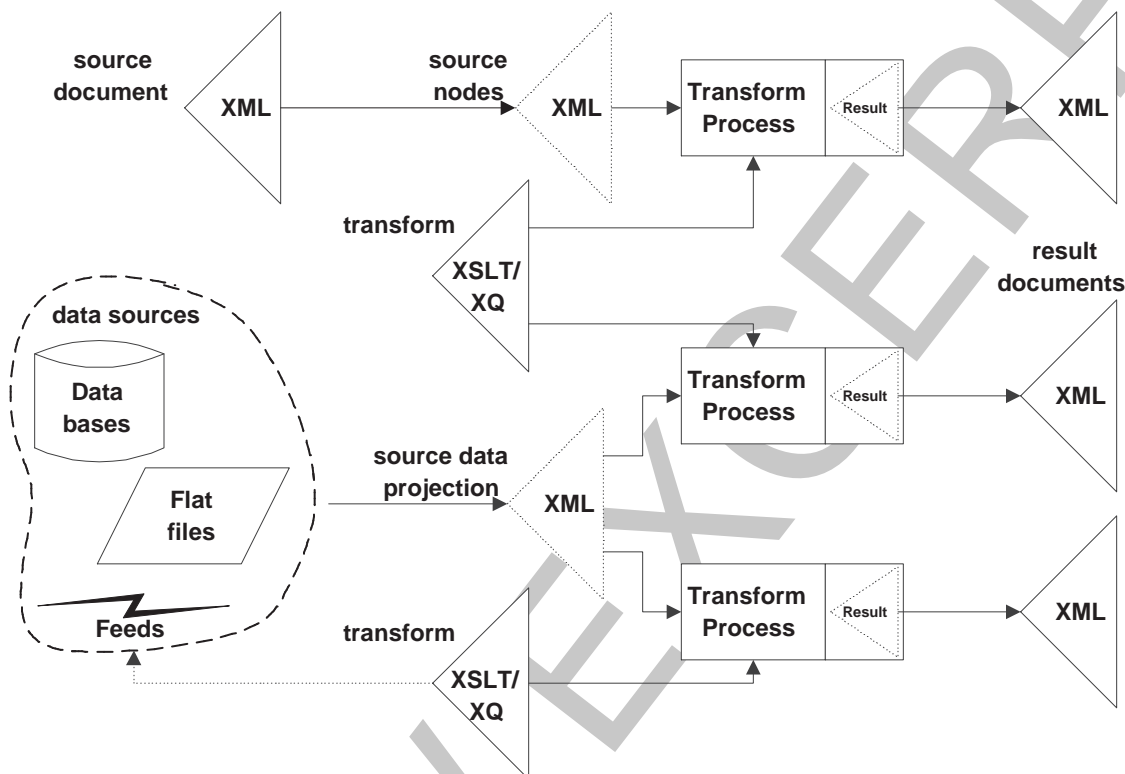 source
document
XML
source
nodes
XML
Transform
Process
Result
XML
transform
XSLT/
XQ
result
documents
data sources
Data
bases
Transform
Process
Result
XML
source data
projection
XML
Flat
files
Feeds
transform
XSLT/
XQ
Transform
Process
Result
XML